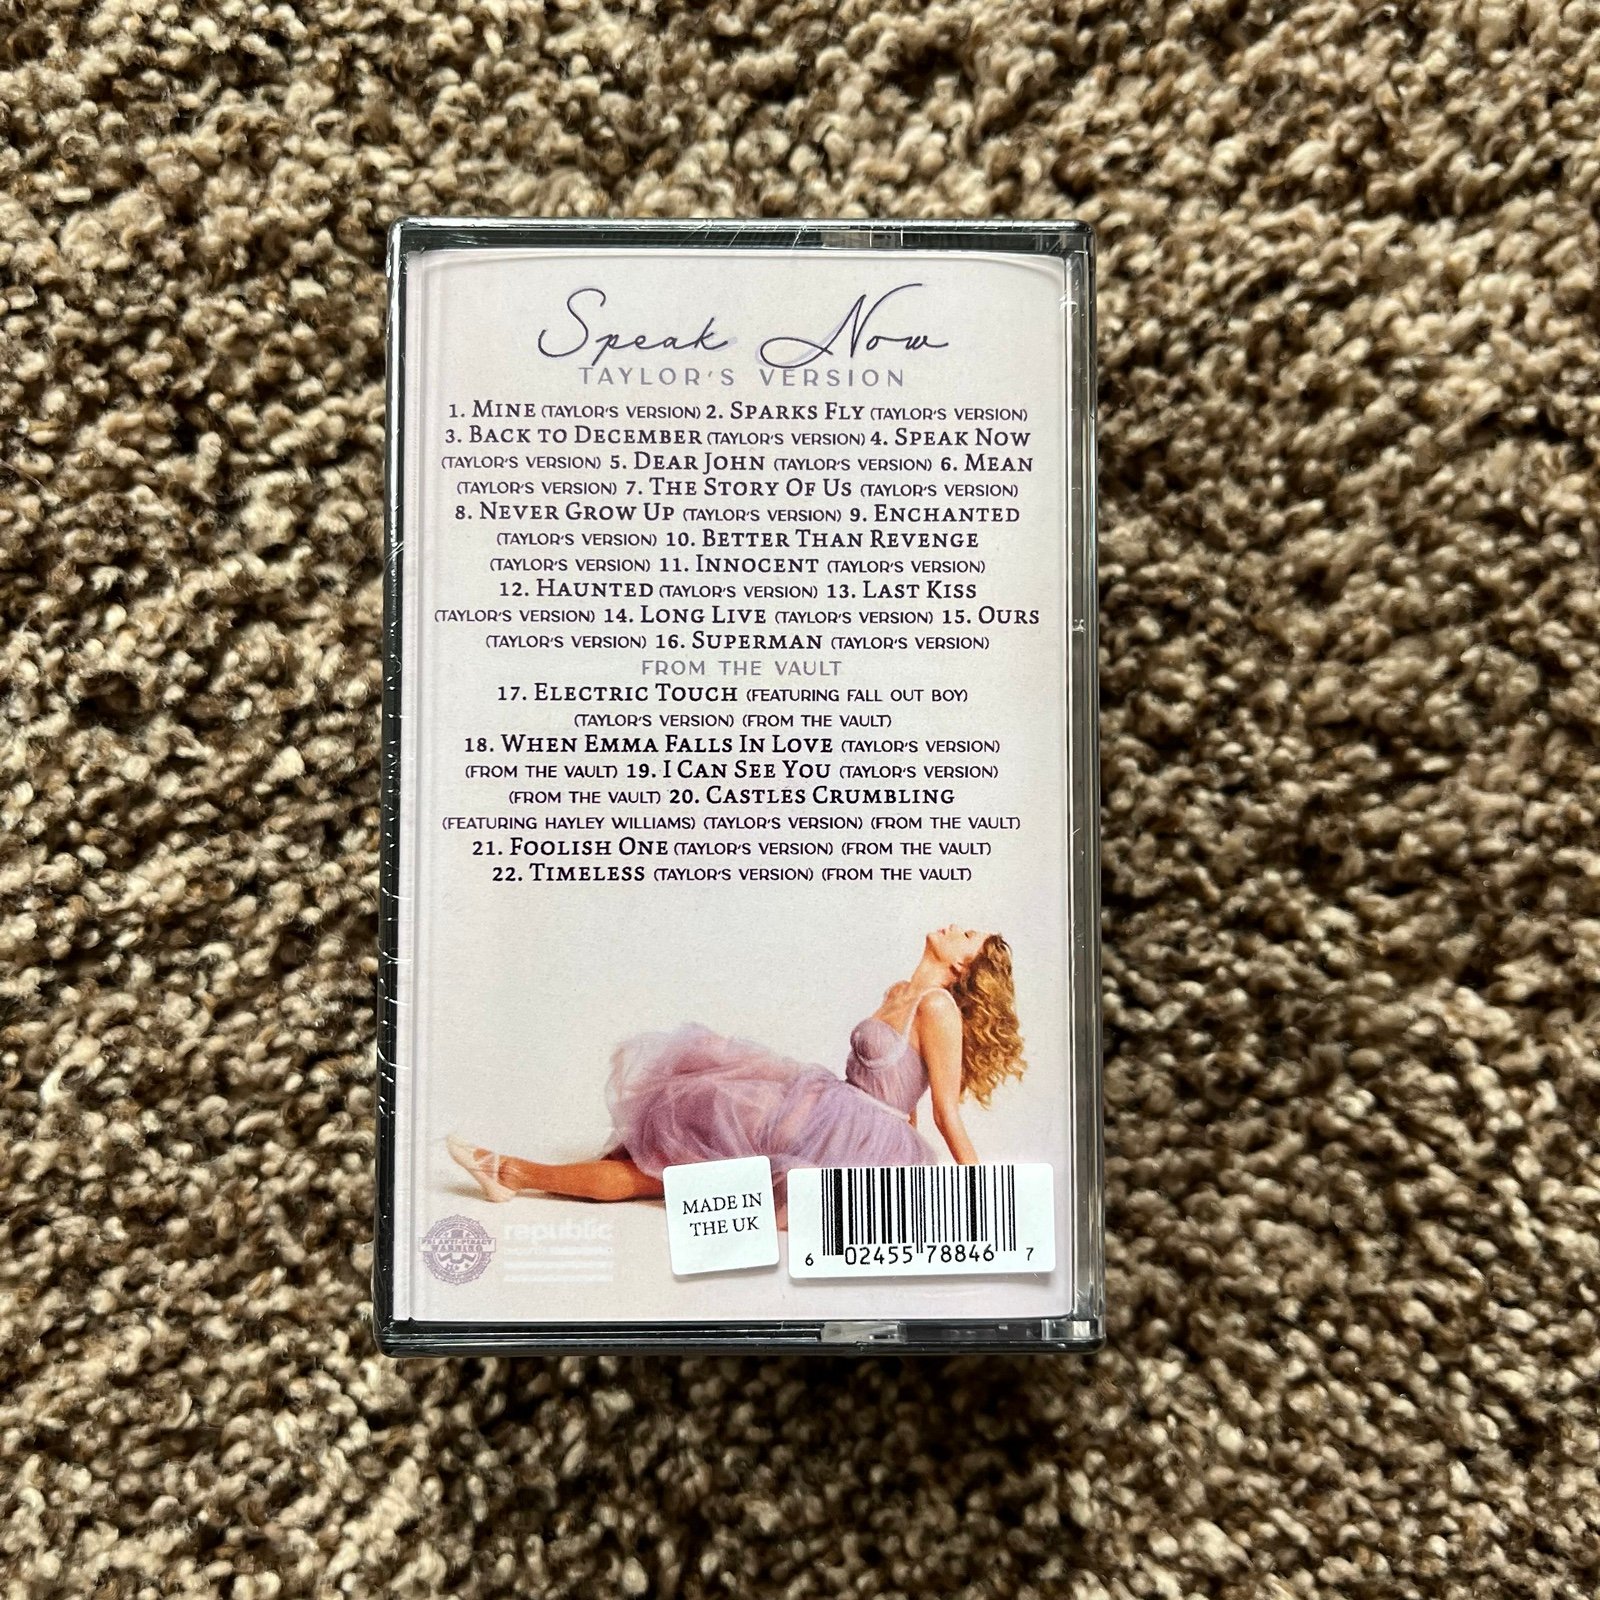 Speak Now
TAYLOR'S VERSION
1. MINE (TAYLOR'S VERSION) 2. SPARKS FLY (TAYLOR'S VERSION)
3. BACK TO DECEMBER (TAYLOR'S VERSION) 4. SPEAK NOW
(TAYLOR'S VERSION) 5. DEAR JOHN (TAYLOR'S VERSION) 6. MEAN
(TAYLOR'S VERSION) 7. THE STORY OF US (TAYLOR'S VERSION)
8. NEVER GROW UP (TAYLOR'S VERSION) 9. ENCHANTED
(TAYLOR'S VERSION) 10. BETTER THAN REVENGE
(TAYLOR'S VERSION) 11. INNOCENT (TAYLOR'S VERSION)
12. HAUNTED (TAYLOR'S VERSION) 13. LAST KISS
(TAYLOR'S VERSION) 14. LONG LIVE (TAYLOR'S VERSION) 15. OURS
(TAYLOR'S VERSION) 16. SUPERMAN (TAYLOR'S VERSION)
FROM THE VAULT
17. ELECTRIC TOUCH (FEATURING FALL OUT BOY)
(TAYLOR'S VERSION) (FROM THE VAULT)
18. WHEN EMMA FALLS IN LOVE (TAYLOR'S VERSION)
(FROM THE VAULT) 19. I CAN SEE YOU (TAYLOR'S VERSION)
(FROM THE VAULT) 20. CASTLES CRUMBLING
(FEATURING HAYLEY WILLIAMS) (TAYLOR'S VERSION) (FROM THE VAULT)
21. FOOLISH ONE (TAYLOR'S VERSION) (FROM THE VAULT)
22. TIMELESS (TAYLOR'S VERSION) (FROM THE VAULT)
FBI ANTI-PIRACY
WARNING
republic
MADE IN
THE UK
6 02455 78846 7